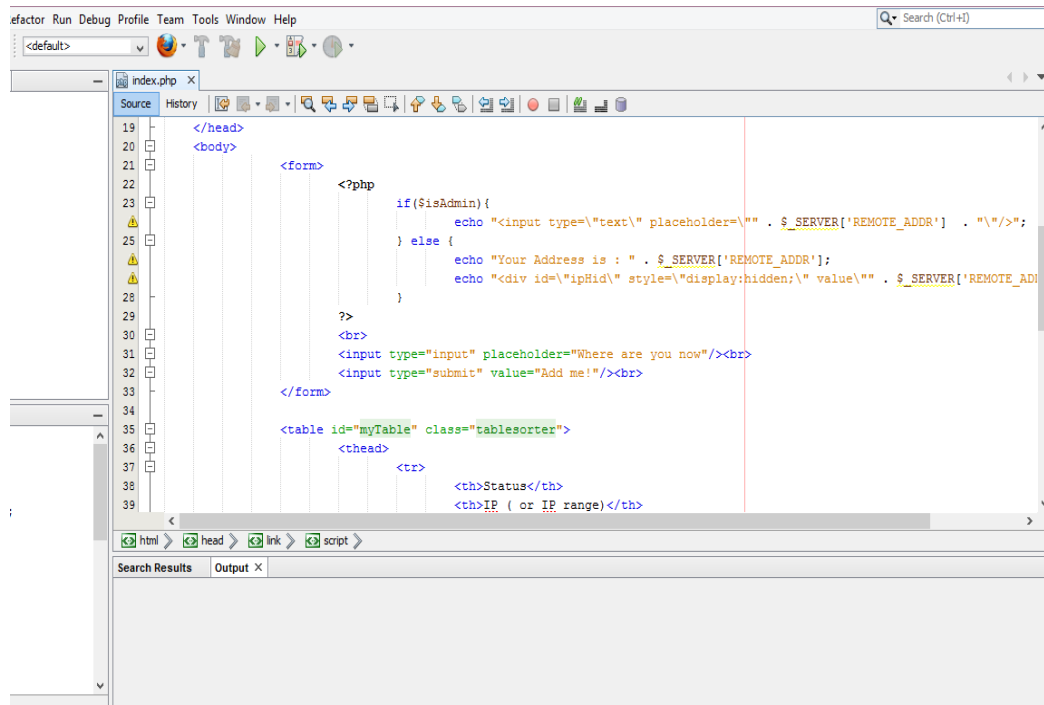 efactor Run Debug Profile Team Tools Window Help
Search (Ctrl+I)
<default>
index.php
Source History
19 </head>
20 <body>
21 <form>
22 <?php
23 if($isAdmin){
echo "<input type=\"text\" placeholder=\"" . $_SERVER['REMOTE_ADDR'] . "\"/>";
25 } else {
echo "Your Address is : " . $_SERVER['REMOTE_ADDR'];
echo "<div id=\"ipHid\" style=\"display:hidden;\" value\"" . $_SERVER['REMOTE_AD
28 }
29 ?>
30 <br>
31 <input type="input" placeholder="Where are you now"/><br>
32 <input type="submit" value="Add me!"/><br>
33 </form>
34
35 <table id="myTable" class="tablesorter">
36 <thead>
37 <tr>
38 <th>Status</th>
39 <th>IP ( or IP range)</th>
;
html head link script
Search Results Output